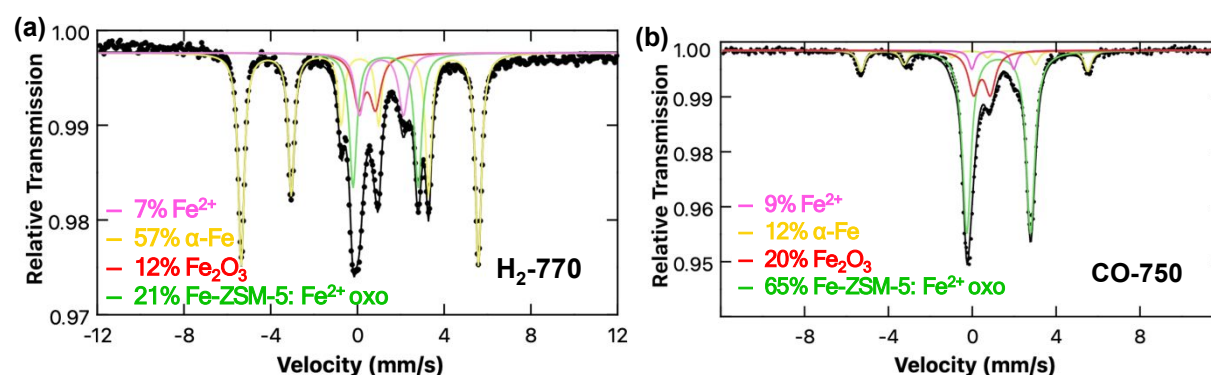 (a)
1.00
0.99
0.98
0.97
Relative Transmission
– 7% Fe²⁺
– 57% α-Fe
– 12% Fe₂O₃
– 21% Fe-ZSM-5: Fe²⁺ oxo
H₂-770
-12 -8 -4 0 4 8 12
Velocity (mm/s)
(b)
1.00
0.99
0.98
0.96
0.95
Relative Transmission
– 9% Fe²⁺
– 12% α-Fe
– 20% Fe₂O₃
– 65% Fe-ZSM-5: Fe²⁺ oxo
CO-750
-8 -4 0 4 8
Velocity (mm/s)